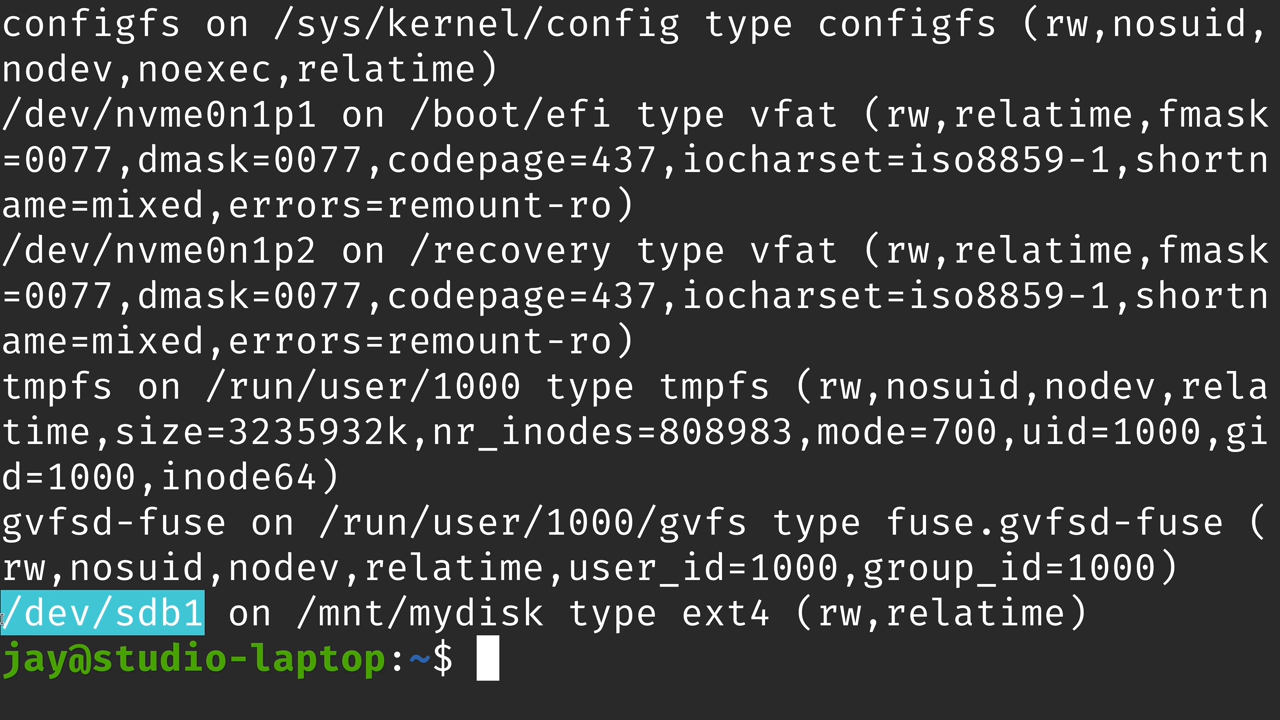 configfs on /sys/kernel/config type configfs (rw,nosuid,
nodev,noexec,relatime)
/dev/nvme0n1p1 on /boot/efi type vfat (rw,relatime,fmask
=0077,dmask=0077,codepage=437,iocharset=iso8859-1,shortn
ame=mixed,errors=remount-ro)
/dev/nvme0n1p2 on /recovery type vfat (rw,relatime,fmask
=0077,dmask=0077,codepage=437,iocharset=iso8859-1,shortn
ame=mixed,errors=remount-ro)
tmpfs on /run/user/1000 type tmpfs (rw,nosuid,nodev,rela
time,size=3235932k,nr_inodes=808983,mode=700,uid=1000,gi
d=1000,inode64)
gvfsd-fuse on /run/user/1000/gvfs type fuse.gvfsd-fuse (
rw,nosuid,nodev,relatime,user_id=1000,group_id=1000)
/dev/sdb1 on /mnt/mydisk type ext4 (rw,relatime)
jay@studio-laptop:~$